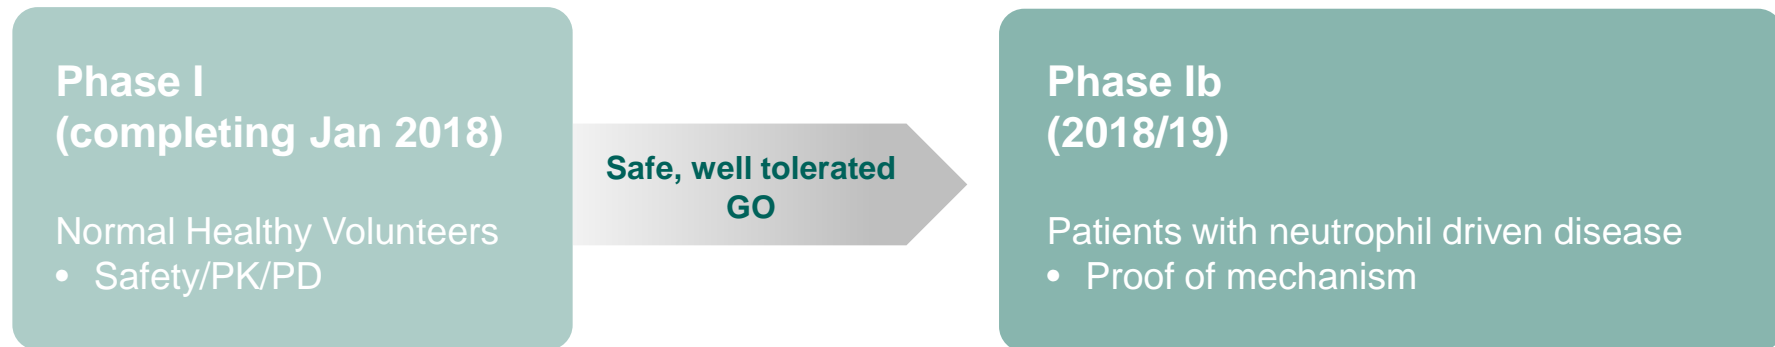 Phase I
(completing Jan 2018)
Normal Healthy Volunteers
• Safety/PK/PD
Safe, well tolerated
GO
Phase Ib
(2018/19)
Patients with neutrophil driven disease
• Proof of mechanism